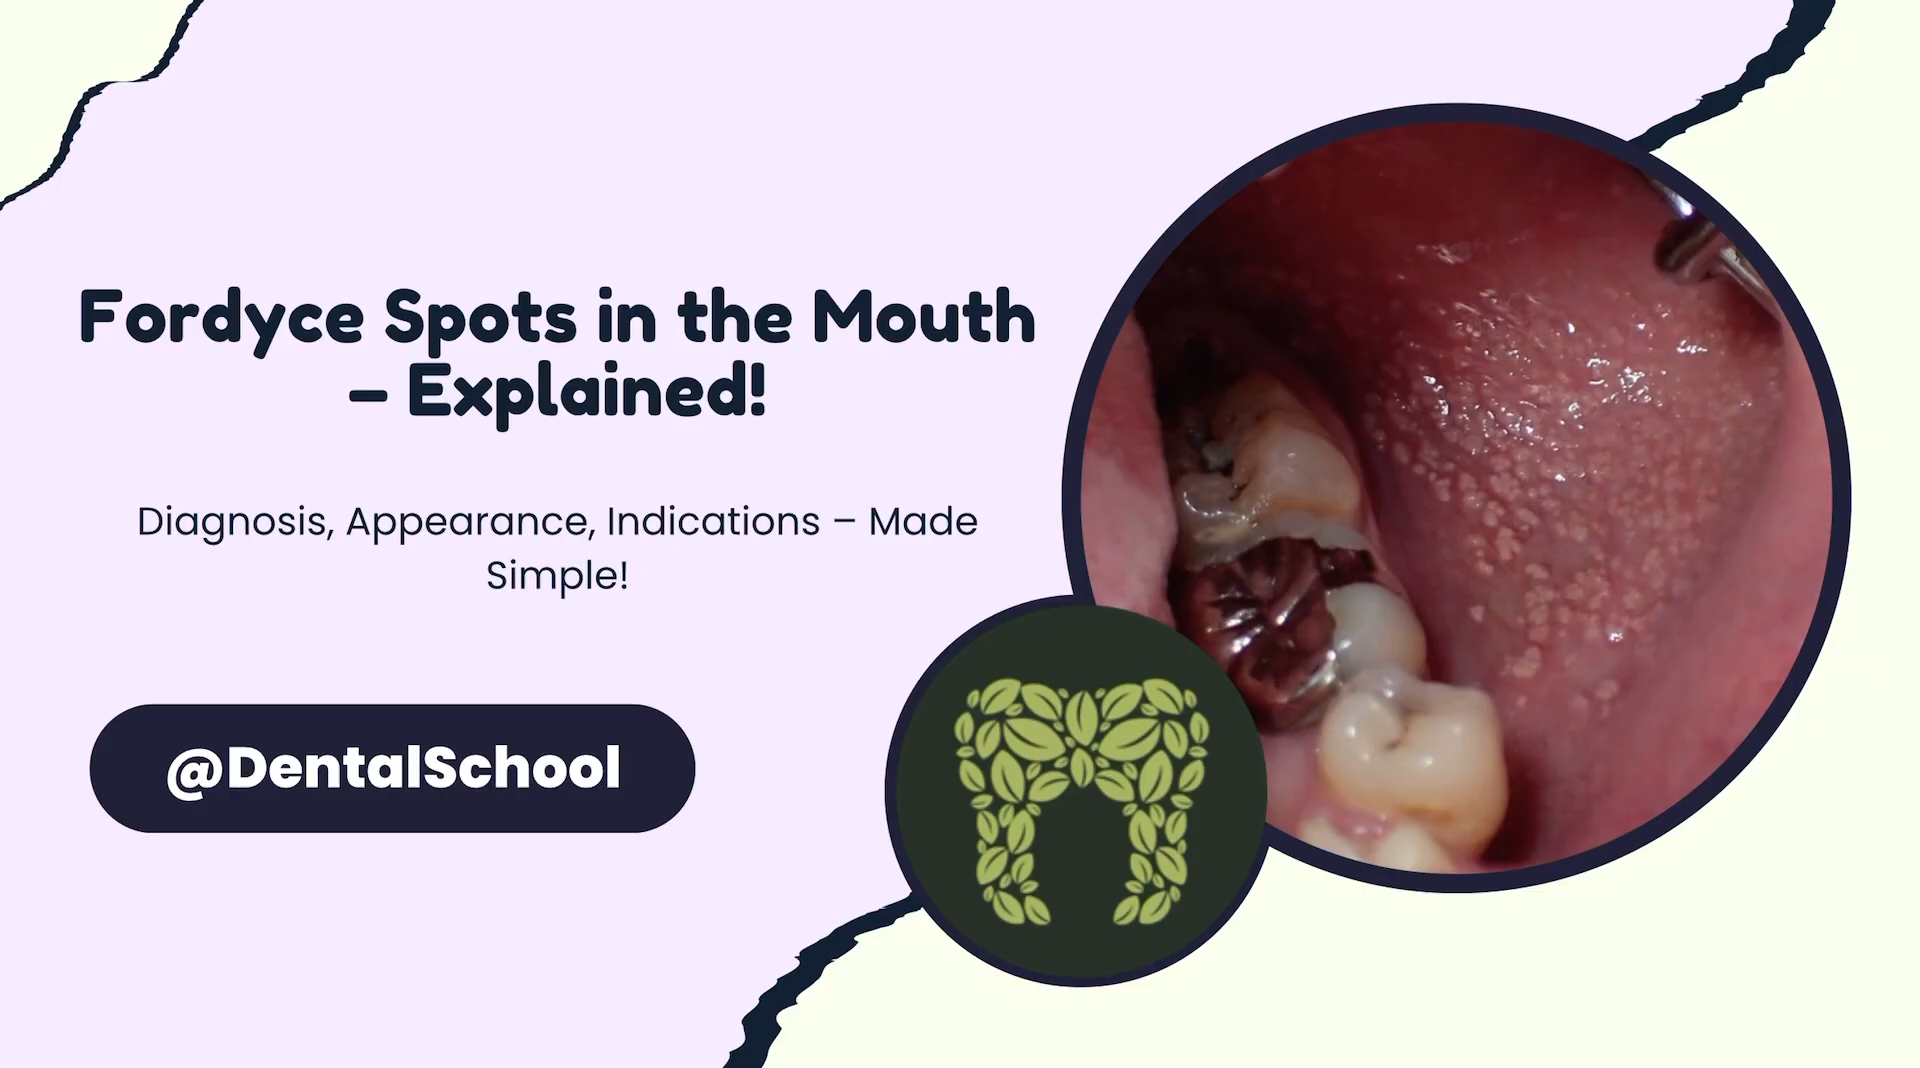 Fordyce Spots in the Mouth
– Explained!
Diagnosis, Appearance, Indications – Made
Simple!
@DentalSchool